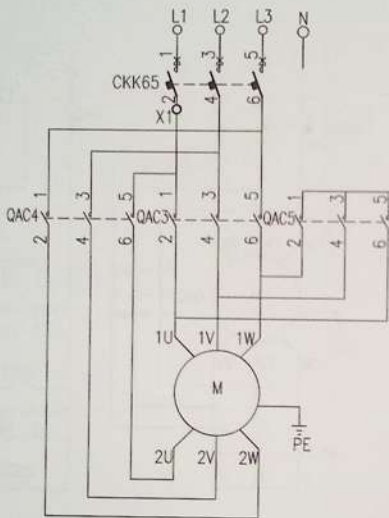 L1 L2 L3 N
1 3 5
CKK65
2 4 6
X1
1 3 5 1 3 5 1 3 5
QAC4 QAC3 QAC5
2 4 6 2 4 6 2 4 6
1U 1V 1W
M
PE
2U 2V 2W